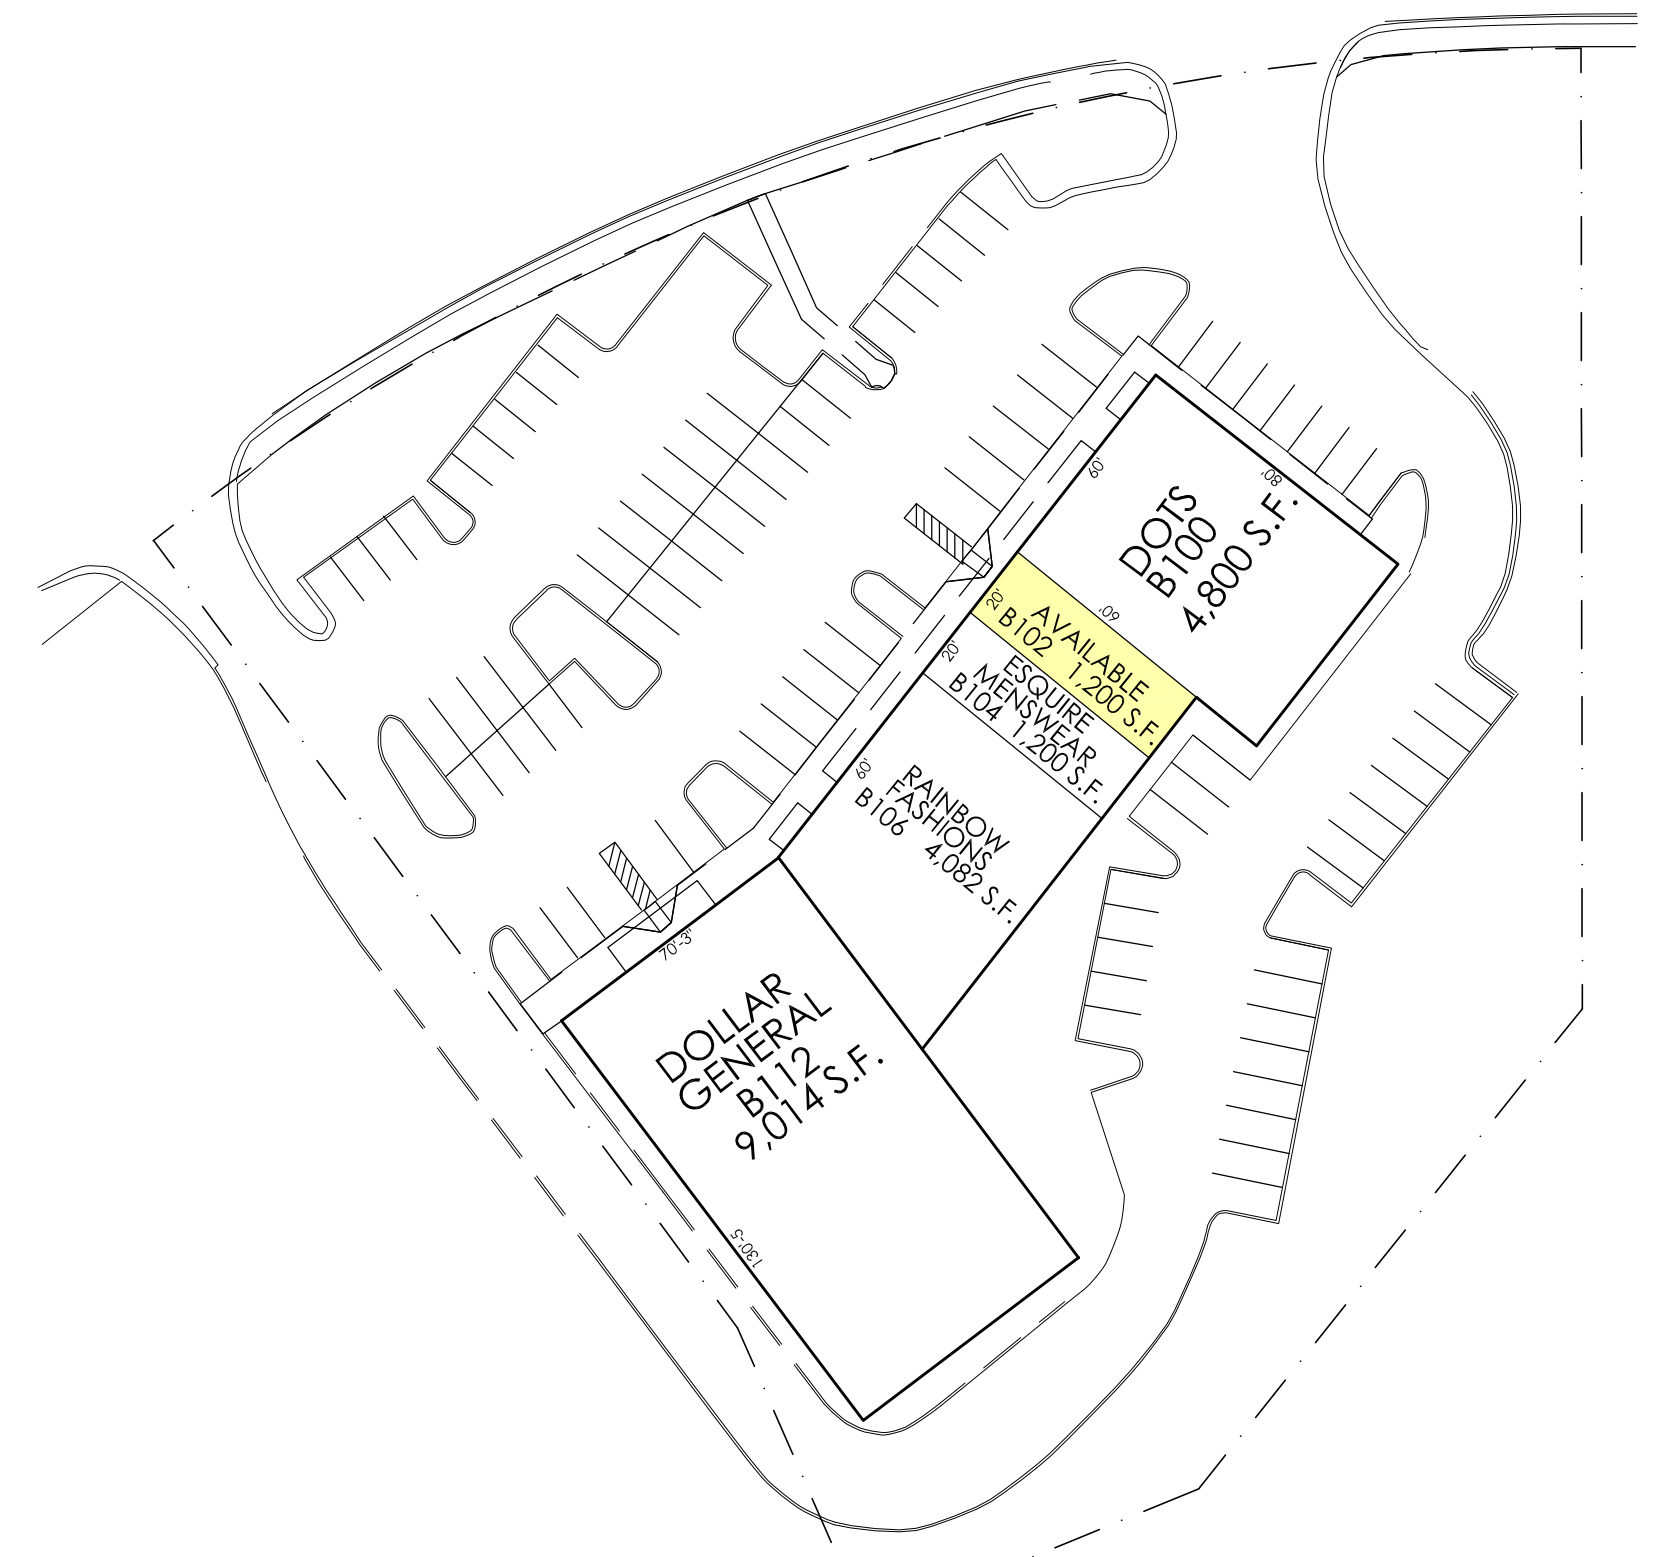 60'
80'
DOTS
B100
4,800 S.F.
20'
60'
AVAILABLE
B102 1,200 S.F.
20'
ESQUIRE
MENSWEAR
B104 1,200 S.F.
60'
RAINBOW
FASHIONS
B106 4,082 S.F.
70'-3"
DOLLAR
GENERAL
B112
9,014 S.F.
130'-5